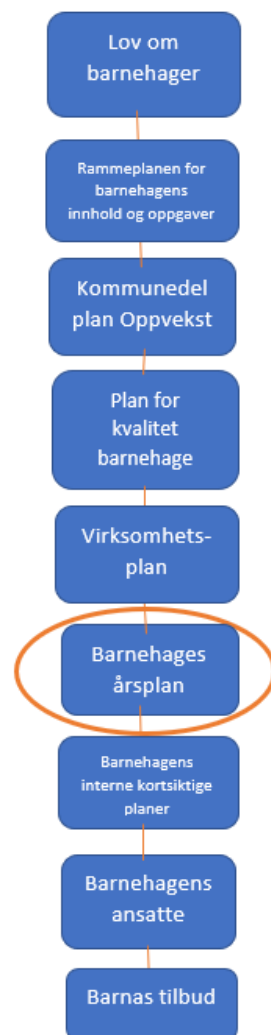 Lov om
barnehager
Rammeplanen for
barnehagens
innhold og oppgaver
Kommunedel
plan Oppvekst
Plan for
kvalitet
barnehage
Virksomhets-
plan
Barnehages
årsplan
Barnehagens
interne kortsiktige
planer
Barnehagens
ansatte
Barnas tilbud